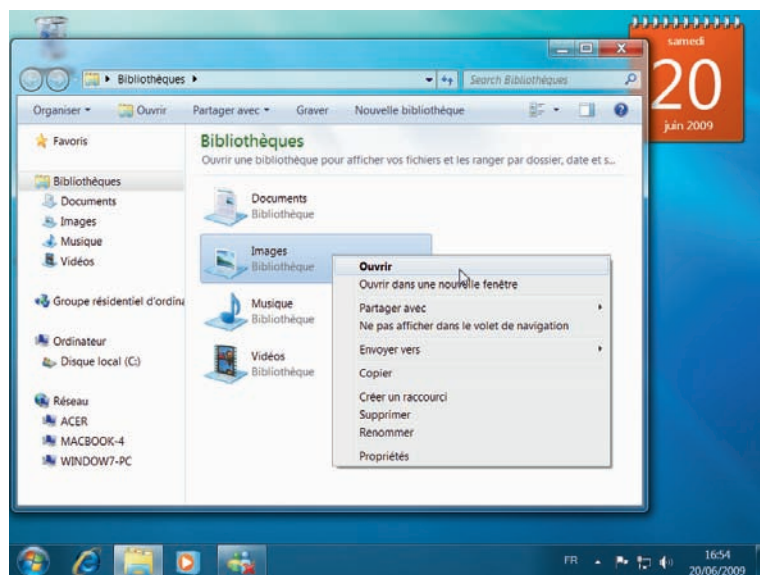 samedi
20
juin 2009
Bibliothèques
Search Bibliothèques
Organiser
Ouvrir
Partager avec
Graver
Nouvelle bibliothèque
Favoris
Bibliothèques
Documents
Images
Musique
Vidéos
Groupe résidentiel d'ordina
Ordinateur
Disque local (C:)
Réseau
ACER
MACBOOK-4
WINDOW7-PC
Bibliothèques
Ouvrir une bibliothèque pour afficher vos fichiers et les ranger par dossier, date et s...
Documents
Bibliothèque
Images
Bibliothèque
Musique
Bibliothèque
Vidéos
Bibliothèque
Ouvrir
Ouvrir dans une nouvelle fenêtre
Partager avec
Ne pas afficher dans le volet de navigation
Envoyer vers
Copier
Créer un raccourci
Supprimer
Renommer
Propriétés
FR
16:54
20/06/2009